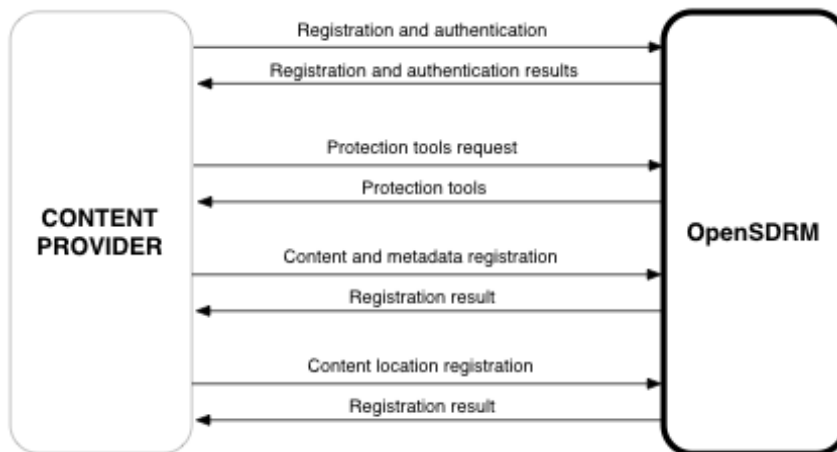 Registration and authentication
Registration and authentication results
Protection tools request
Protection tools
CONTENT
PROVIDER
OpenSDRM
Content and metadata registration
Registration result
Content location registration
Registration result